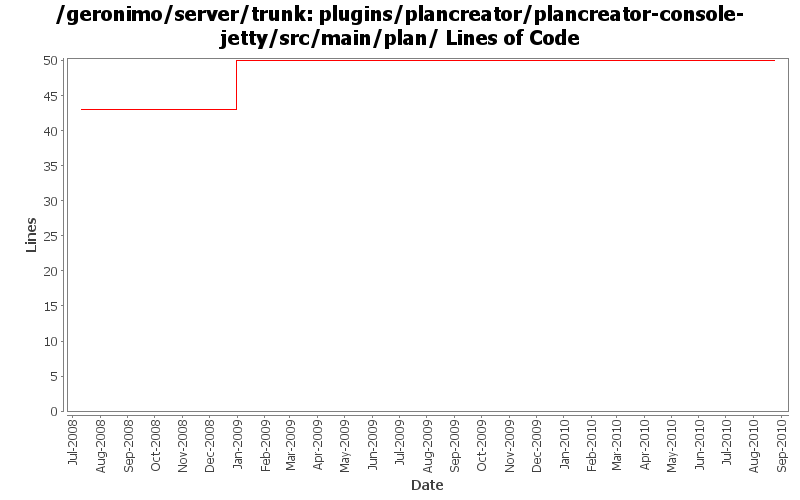 /geronimo/server/trunk: plugins/plancreator/plancreator-console-
jetty/src/main/plan/ Lines of Code
50
45
40
35
30
25
20
15
10
5
0
Lines
Jul-2008
Aug-2008
Sep-2008
Oct-2008
Nov-2008
Dec-2008
Jan-2009
Feb-2009
Mar-2009
Apr-2009
May-2009
Jun-2009
Jul-2009
Aug-2009
Sep-2009
Oct-2009
Nov-2009
Dec-2009
Jan-2010
Feb-2010
Mar-2010
Apr-2010
May-2010
Jun-2010
Jul-2010
Aug-2010
Sep-2010
Date